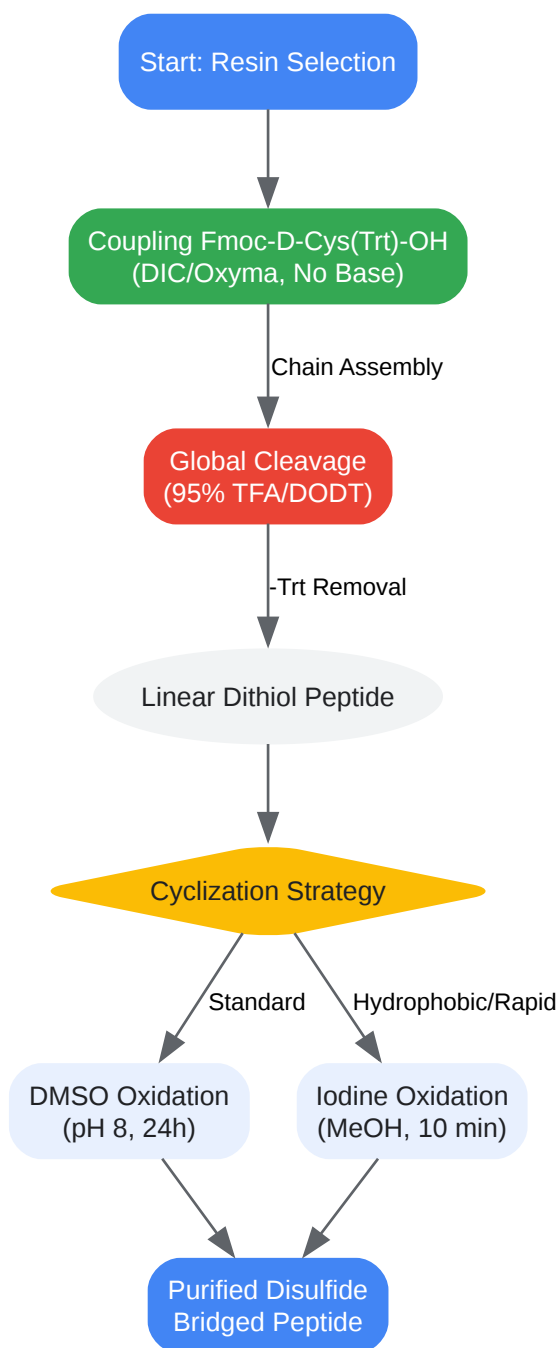 Start: Resin Selection
Coupling Fmoc-D-Cys(Trt)-OH
(DIC/Oxyma, No Base)
Chain Assembly
Global Cleavage
(95% TFA/DODT)
-Trt Removal
Linear Dithiol Peptide
Cyclization Strategy
Standard
Hydrophobic/Rapid
DMSO Oxidation
(pH 8, 24h)
Iodine Oxidation
(MeOH, 10 min)
Purified Disulfide
Bridged Peptide